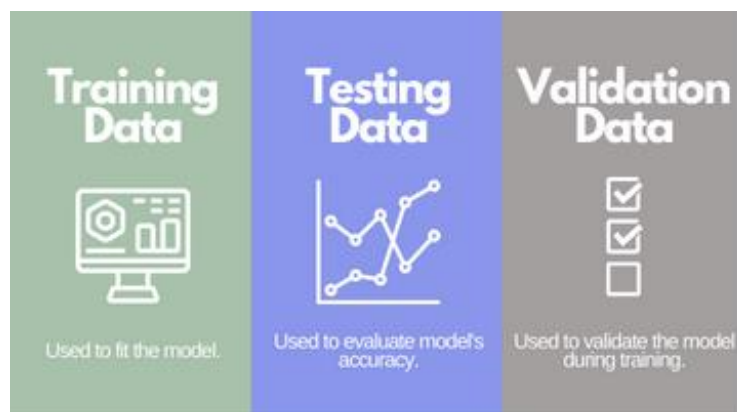 Training
Data
Used to fit the model.
Testing
Data
Used to evaluate model's
accuracy.
Validation
Data
Used to validate the model
during training.